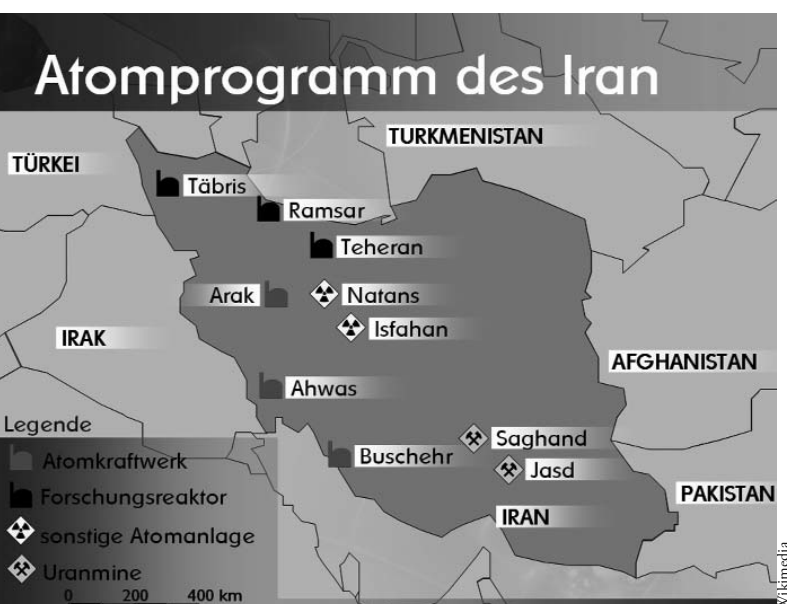 Atomprogramm des Iran
TURKMENISTAN
TÜRKEI
Täbris
Ramsar
Teheran
Arak
Natans
Isfahan
IRAK
AFGHANISTAN
Ahwas
Legende
Atomkraftwerk
Forschungsreaktor
sonstige Atomanlage
Uranmine
0 200 400 km
Saghand
Buschehr
Jasd
PAKISTAN
IRAN